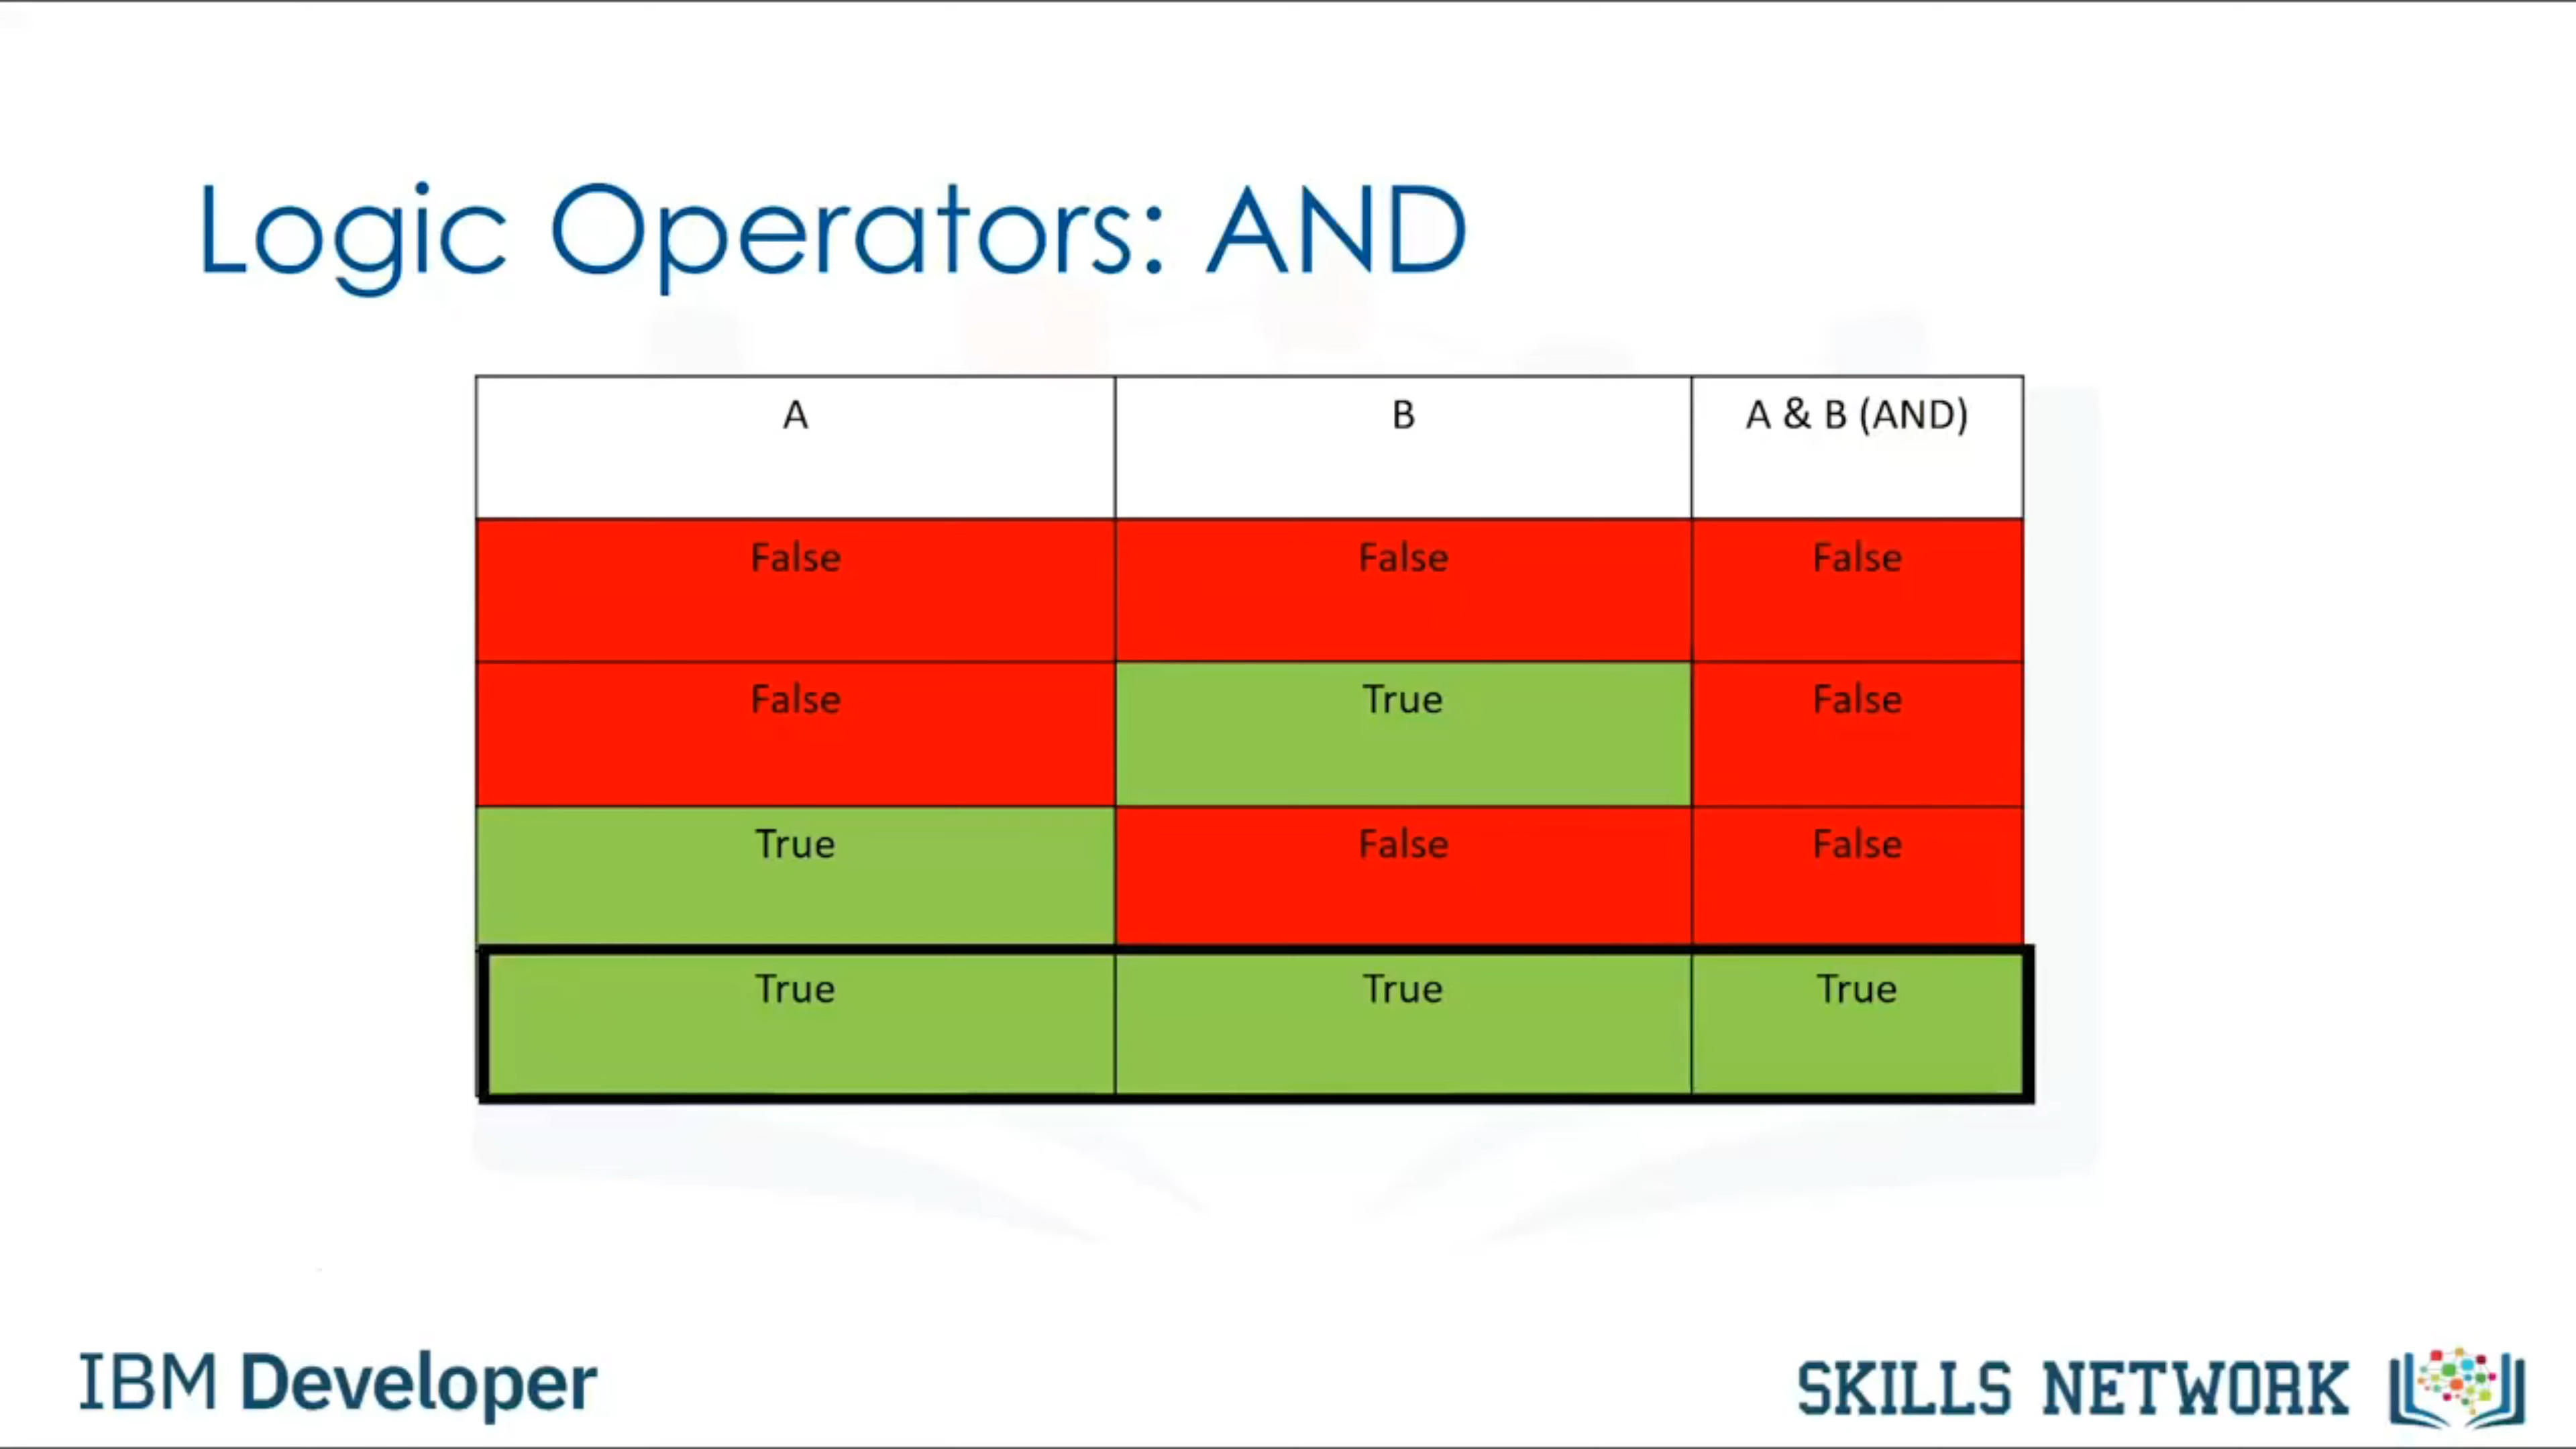 Logic Operators: AND
A B A & B (AND)
False False False
False True False
True False False
True True True
IBM Developer SKILLS NETWORK